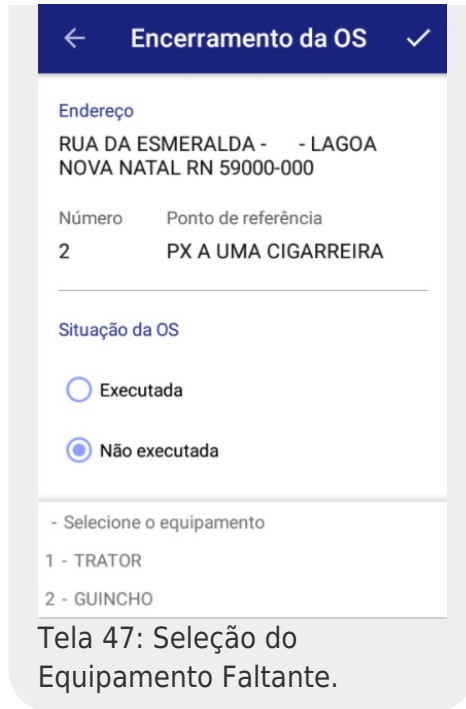 Encerramento da OS
Endereço
RUA DA ESMERALDA - - LAGOA
NOVA NATAL RN 59000-000
Número Ponto de referência
2 PX A UMA CIGARREIRA
Situação da OS
Executada
Não executada
- Selecione o equipamento
1 - TRATOR
2 - GUINCHO
Tela 47: Seleção do
Equipamento Faltante.